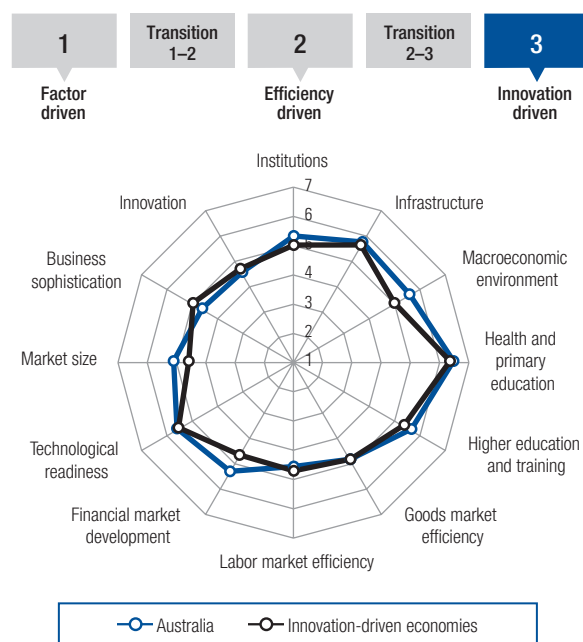 1
Transition
1–2
2
Transition
2–3
3
Factor
driven
Efficiency
driven
Innovation
driven
Institutions
7
Innovation
6
Infrastructure
5
Business
sophistication
4
Macroeconomic
environment
3
2
Market size
1
Health and
primary
education
Technological
readiness
Higher education
and training
Financial market
development
Goods market
efficiency
Labor market efficiency
Australia
Innovation-driven economies